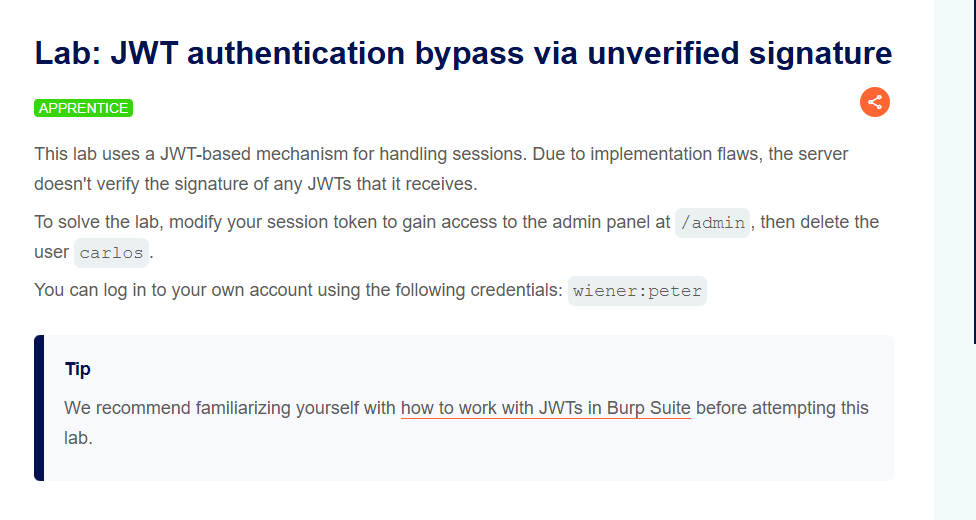 Lab: JWT authentication bypass via unverified signature
APPRENTICE
This lab uses a JWT-based mechanism for handling sessions. Due to implementation flaws, the server
doesn't verify the signature of any JWTs that it receives.
To solve the lab, modify your session token to gain access to the admin panel at /admin, then delete the
user carlos.
You can log in to your own account using the following credentials: wiener:peter
Tip
We recommend familiarizing yourself with how to work with JWTs in Burp Suite before attempting this
lab.